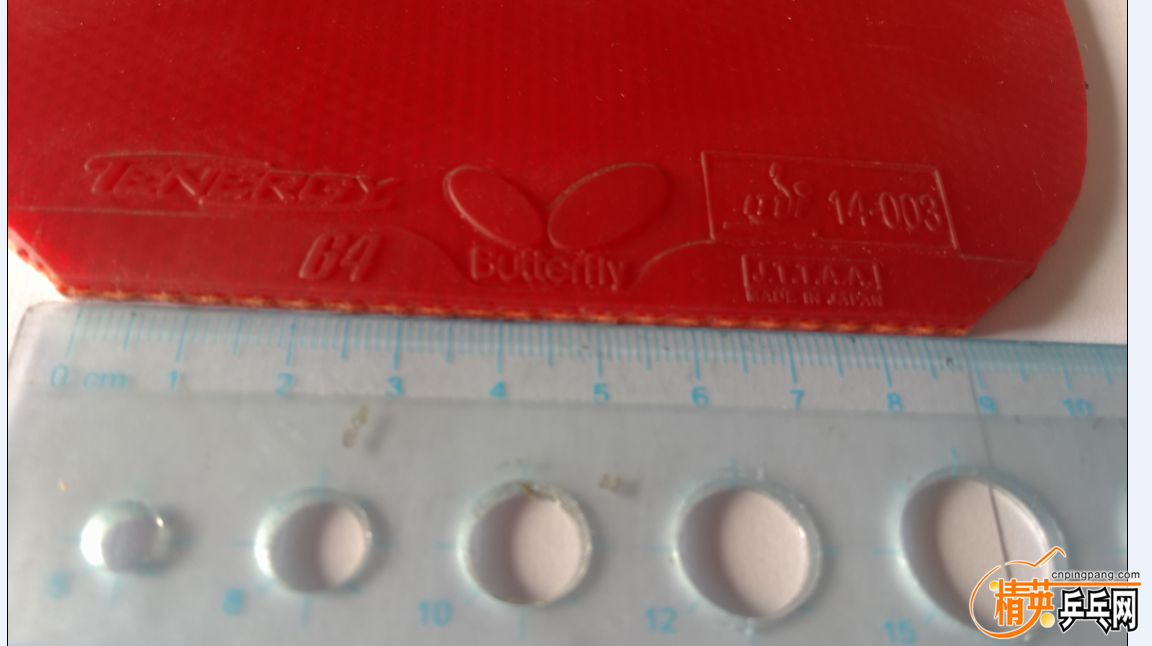 TENERGY
64
Butterfly
ITTF 14-003
J.T.T.A.A.
MADE IN JAPAN
0 cm 1 2 3 4 5 6 7 8 9 10
5 8 10 12 15
cnpingpang.com
精英乒乓网